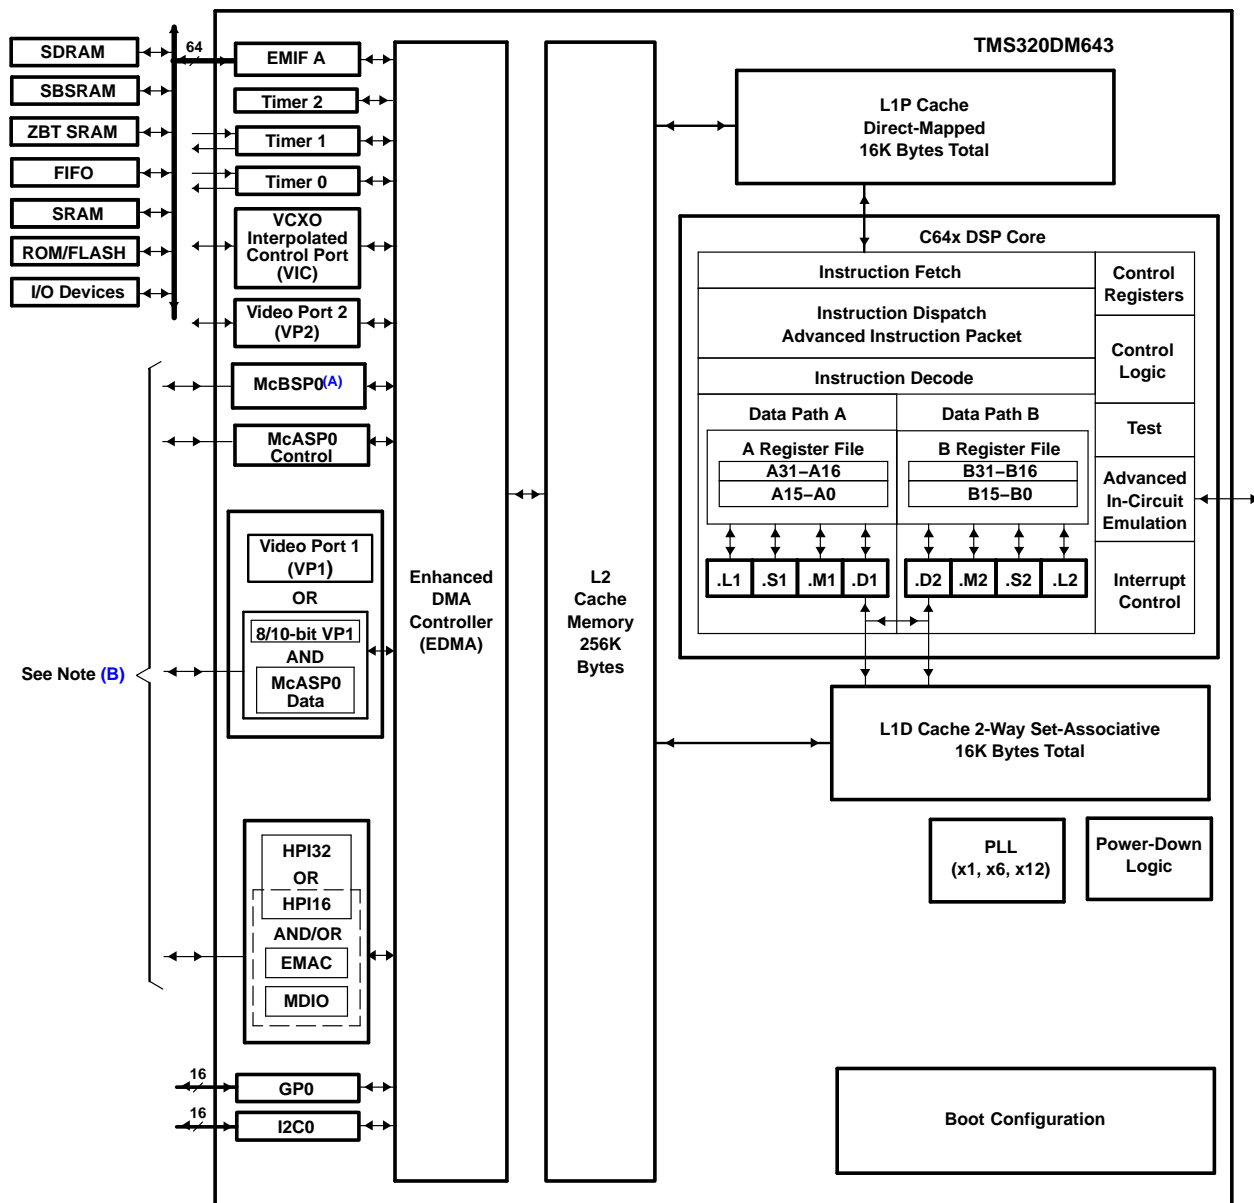 TMS320DM643
SDRAM
SBSRAM
ZBT SRAM
FIFO
SRAM
ROM/FLASH
I/O Devices
64
EMIF A
Timer 2
Timer 1
Timer 0
VCXO
Interpolated
Control Port
(VIC)
Video Port 2
(VP2)
McBSP0(A)
McASP0
Control
See Note (B)
Video Port 1
(VP1)
OR
8/10-bit VP1
AND
McASP0
Data
HPI32
OR
HPI16
AND/OR
EMAC
MDIO
16
GP0
16
I2C0
Enhanced
DMA
Controller
(EDMA)
L2
Cache
Memory
256K
Bytes
L1P Cache
Direct-Mapped
16K Bytes Total
C64x DSP Core
Instruction Fetch
Instruction Dispatch
Advanced Instruction Packet
Instruction Decode
Data Path A
A Register File
A31–A16
A15–A0
.L1 .S1 .M1 .D1
Data Path B
B Register File
B31–B16
B15–B0
.D2 .M2 .S2 .L2
Control
Registers
Control
Logic
Test
Advanced
In-Circuit
Emulation
Interrupt
Control
L1D Cache 2-Way Set-Associative
16K Bytes Total
PLL
(x1, x6, x12)
Power-Down
Logic
Boot Configuration